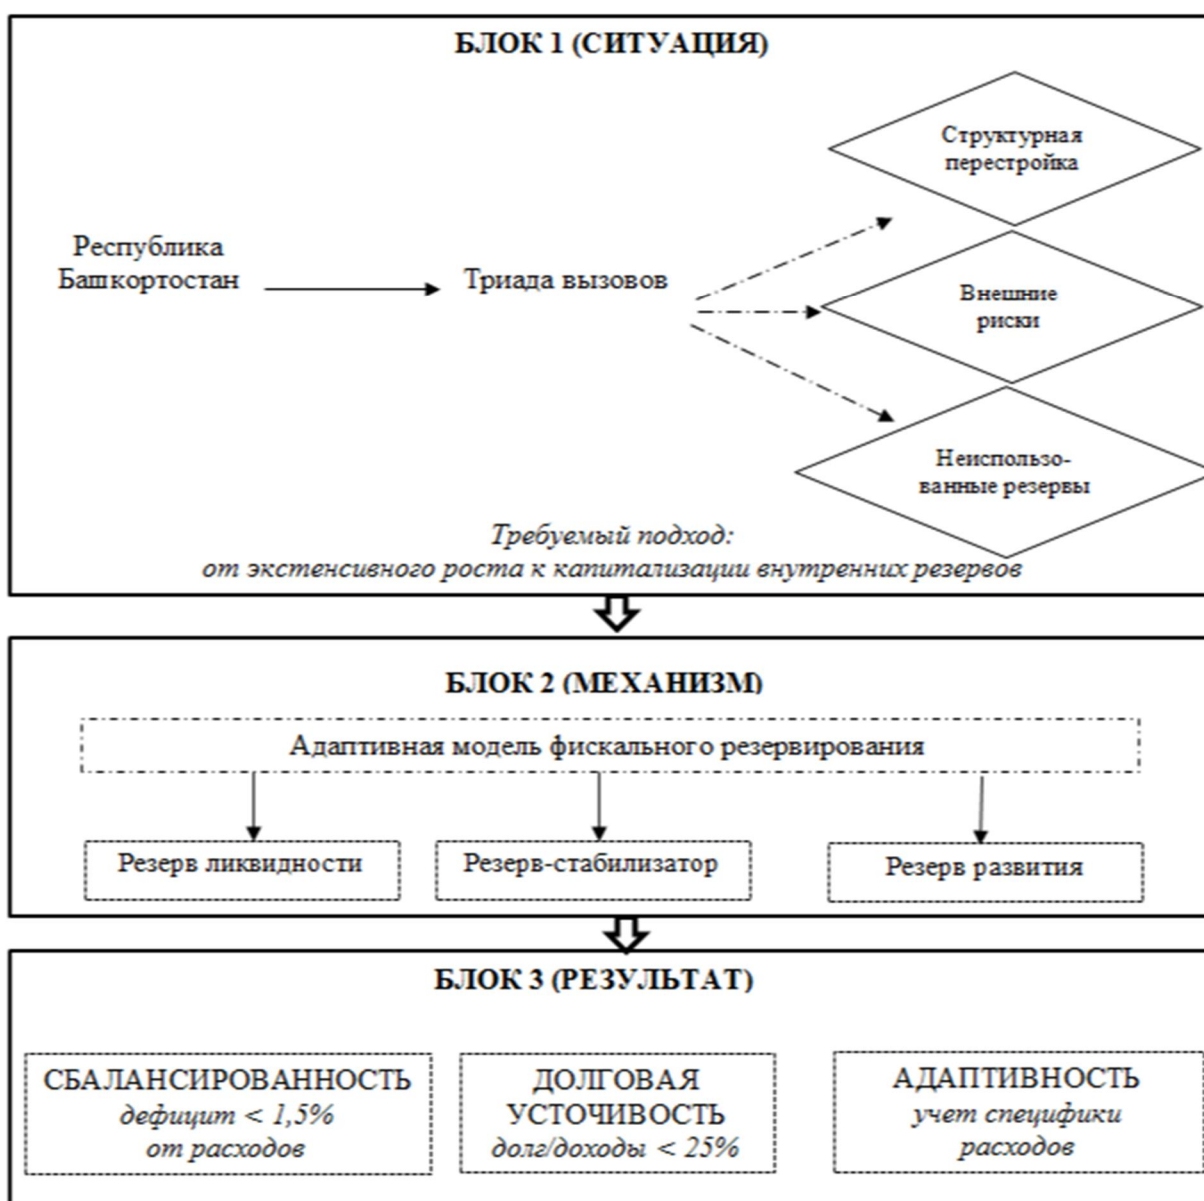 БЛОК 1 (СИТУАЦИЯ)
Структурная
перестройка
Республика
Башкортостан
Триада вызовов
Внешние
риски
Неиспользо-
ванные резервы
Требуемый подход:
от экстенсивного роста к капитализации внутренних резервов
БЛОК 2 (МЕХАНИЗМ)
Адаптивная модель фискального резервирования
Резерв ликвидности
Резерв-стабилизатор
Резерв развития
БЛОК 3 (РЕЗУЛЬТАТ)
СБАЛАНСИРОВАННОСТЬ
дефицит < 1,5%
от расходов
ДОЛГОВАЯ
УСТОЧИВОСТЬ
долг/доходы < 25%
АДАПТИВНОСТЬ
учет специфики
расходов